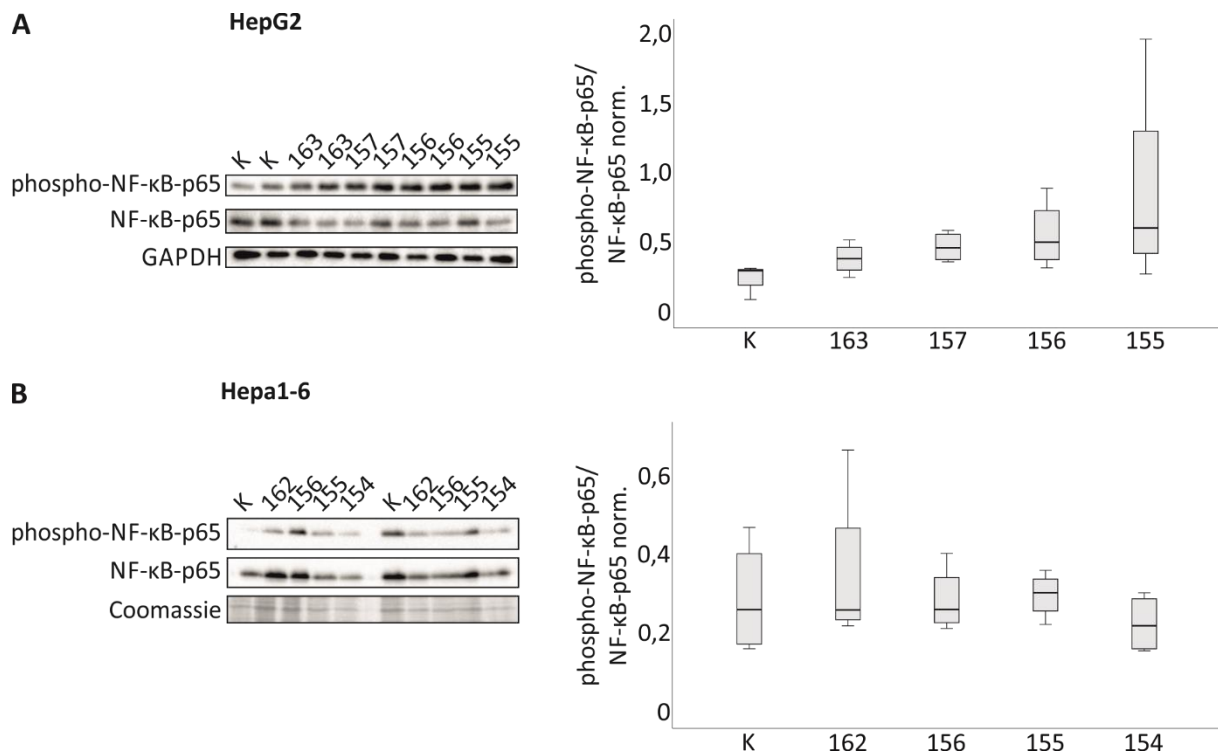 A
HepG2
K K 163 163 157 157 156 156 155 155
phospho-NF-κB-p65
NF-κB-p65
GAPDH
phospho-NF-κB-p65/
NF-κB-p65 norm.
2,0
1,5
1,0
0,5
0
K 163 157 156 155
B
Hepa1-6
K 162 156 155 154 K 162 156 155 154
phospho-NF-κB-p65
NF-κB-p65
Coomassie
phospho-NF-κB-p65/
NF-κB-p65 norm.
0,6
0,4
0,2
0
K 162 156 155 154